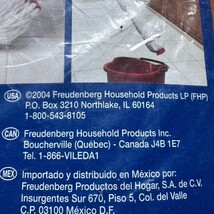 USA ©2004 Freudenberg Household Products LP (FHP)
P.O. Box 3210 Northlake, IL 60164
1-800-543-8105
CAN Freudenberg Household Products Inc.
Boucherville (Québec) - Canada J4B 1E7
Tel. 1-866-VILEDA1
MEX Importado y distribuido en México por:
Freudenberg Productos del Hogar, S.A. de C.V.
Insurgentes Sur 670, Piso 5, Col. del Valle
C.P. 03100 México D.F.